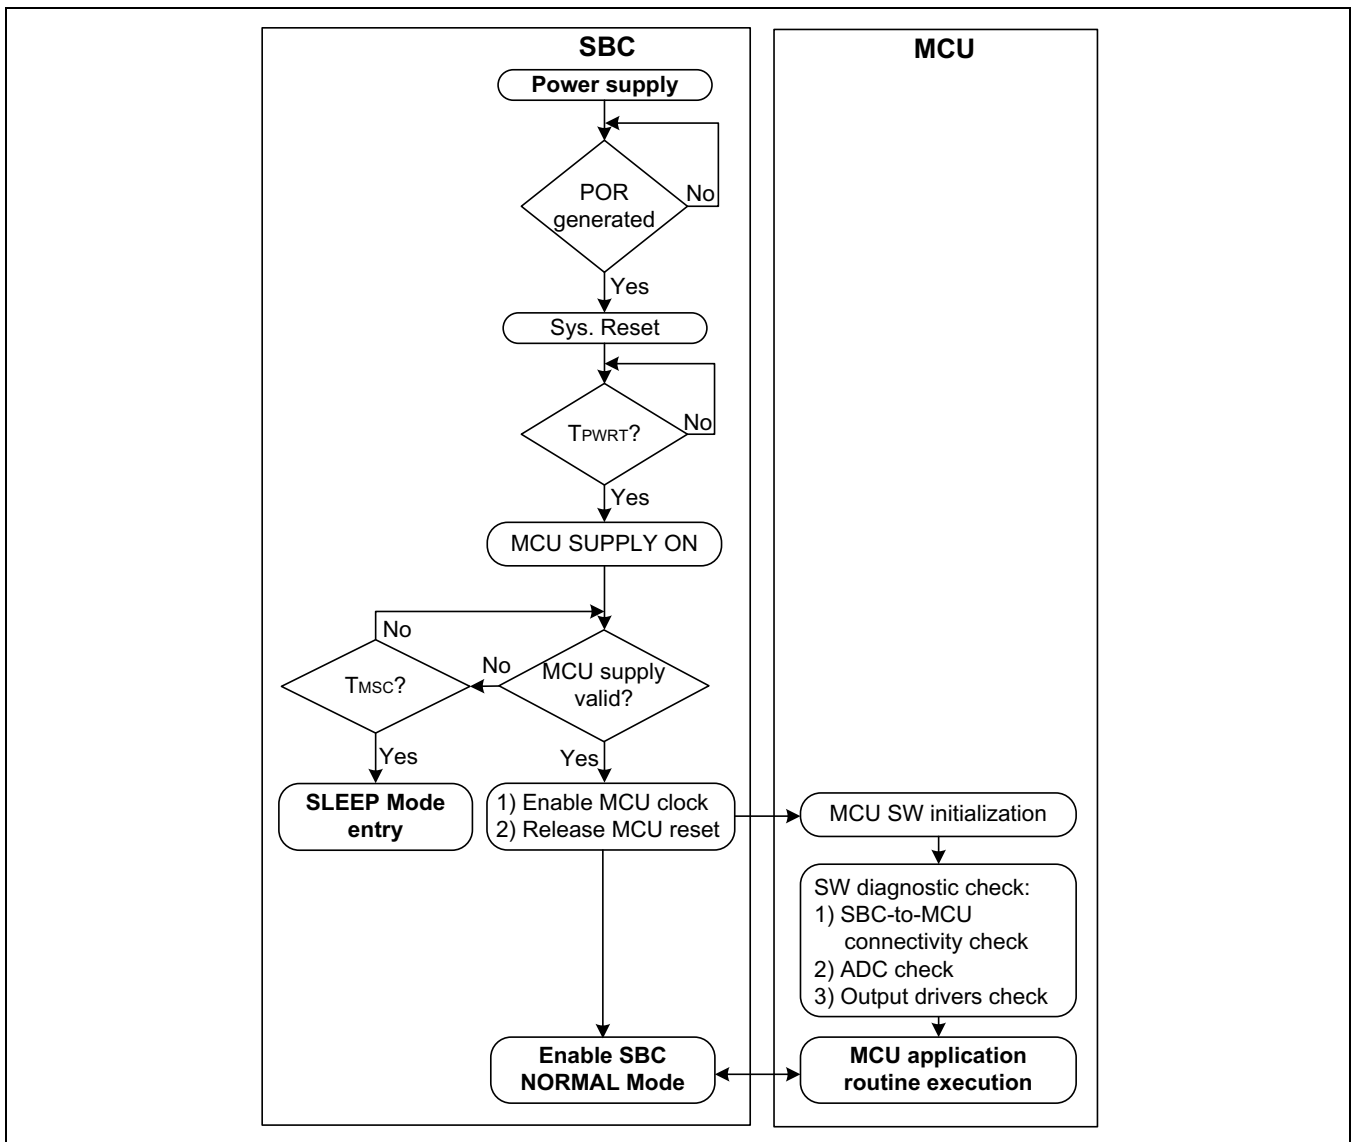 SBC
MCU
Power supply
POR
generated
No
Yes
Sys. Reset
TPWRT?
No
Yes
MCU SUPPLY ON
No
TMSC?
No
MCU supply
valid?
Yes
Yes
SLEEP Mode
entry
1) Enable MCU clock
2) Release MCU reset
MCU SW initialization
SW diagnostic check:
1) SBC-to-MCU
connectivity check
2) ADC check
3) Output drivers check
Enable SBC
NORMAL Mode
MCU application
routine execution